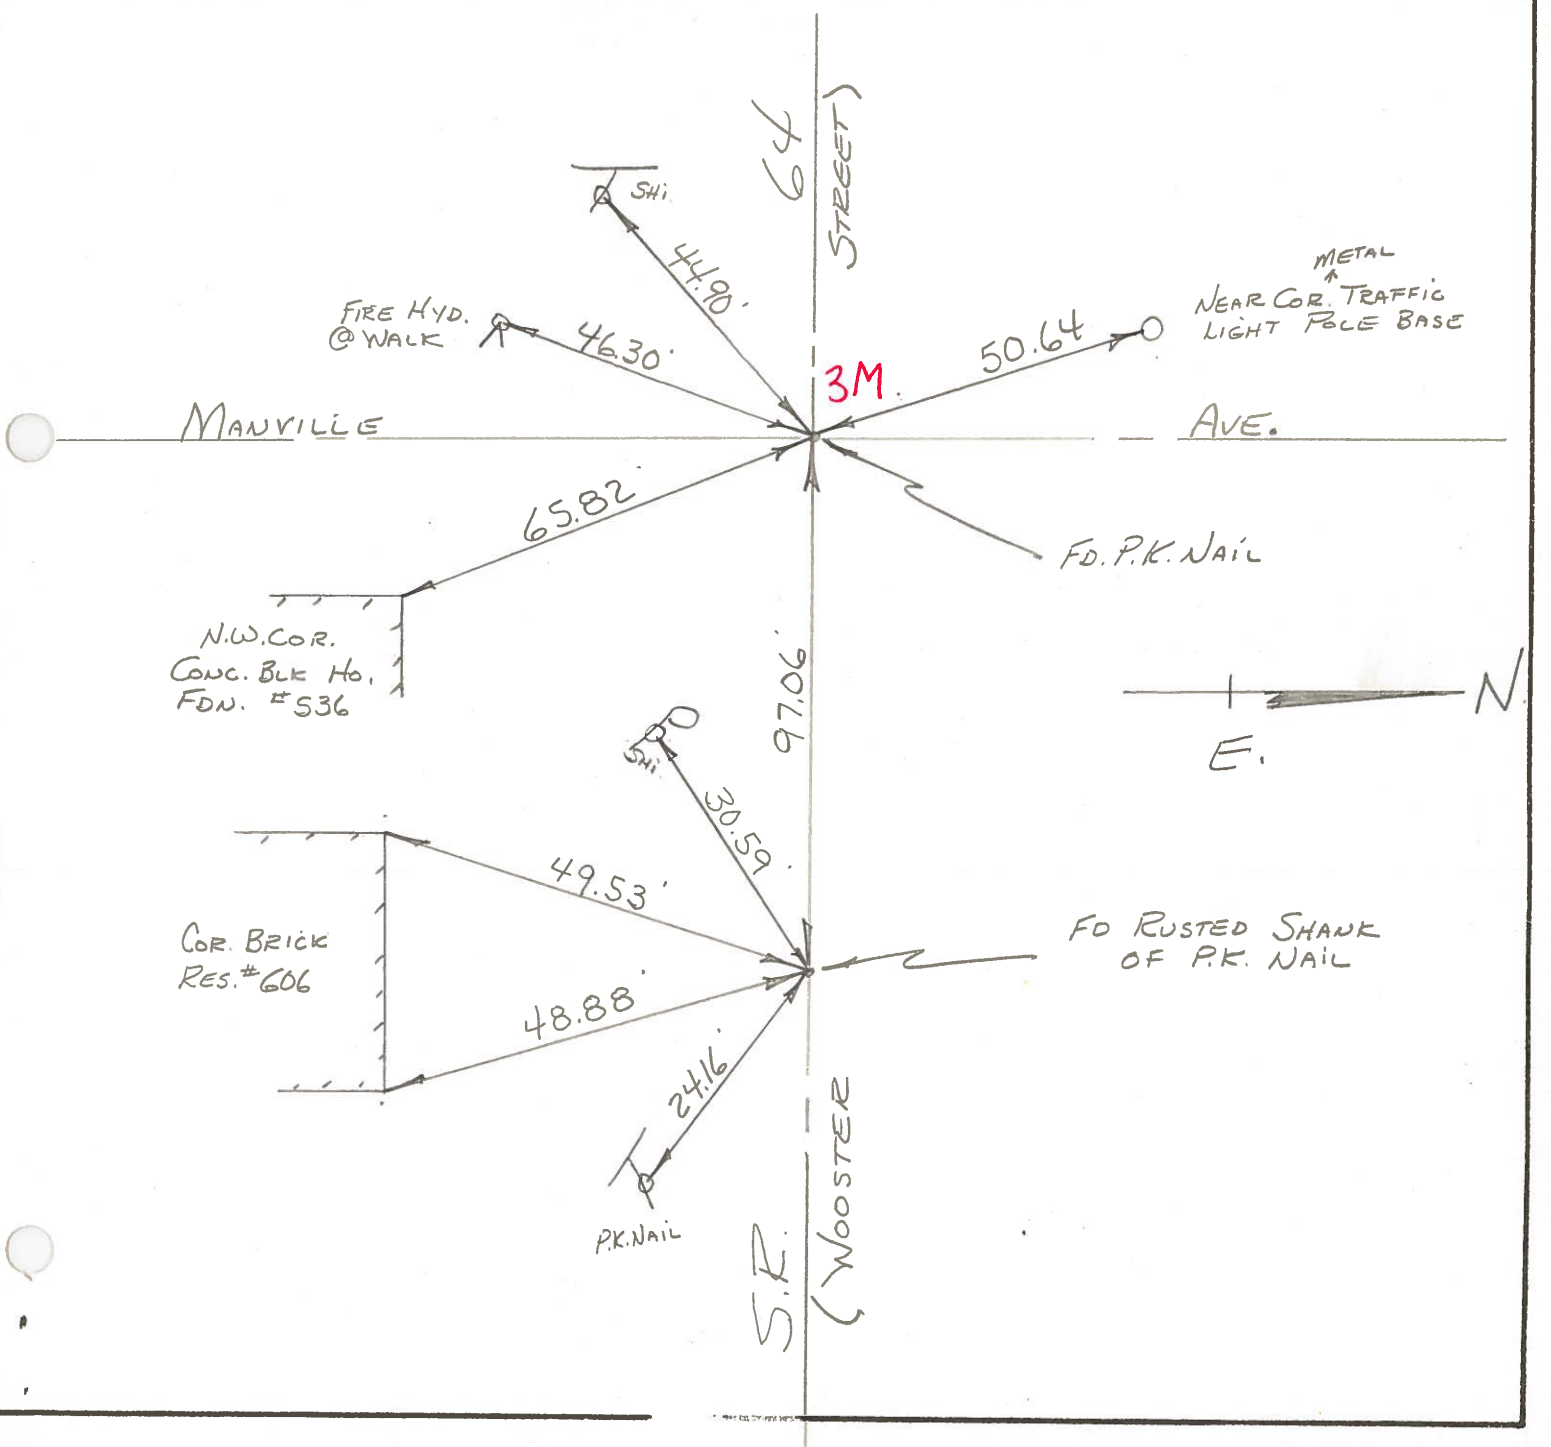 64
STREET)
SHi
44.90'
FIRE HYD.
@ WALK
46.30'
METAL
NEAR COR. TRAFFIC
LIGHT POLE BASE
50.64
3M
MANVILLE
AVE.
65.82'
FD. P.K. NAIL
N.W. COR.
CONC. BLK HO.
FDN. #536
97.06'
N
E.
SHi
30.59'
49.53'
COR. BRICK
RES. #606
FD RUSTED SHANK
OF P.K. NAIL
48.88'
24.16'
P.K. NAIL
S.R.
(WOOSTER